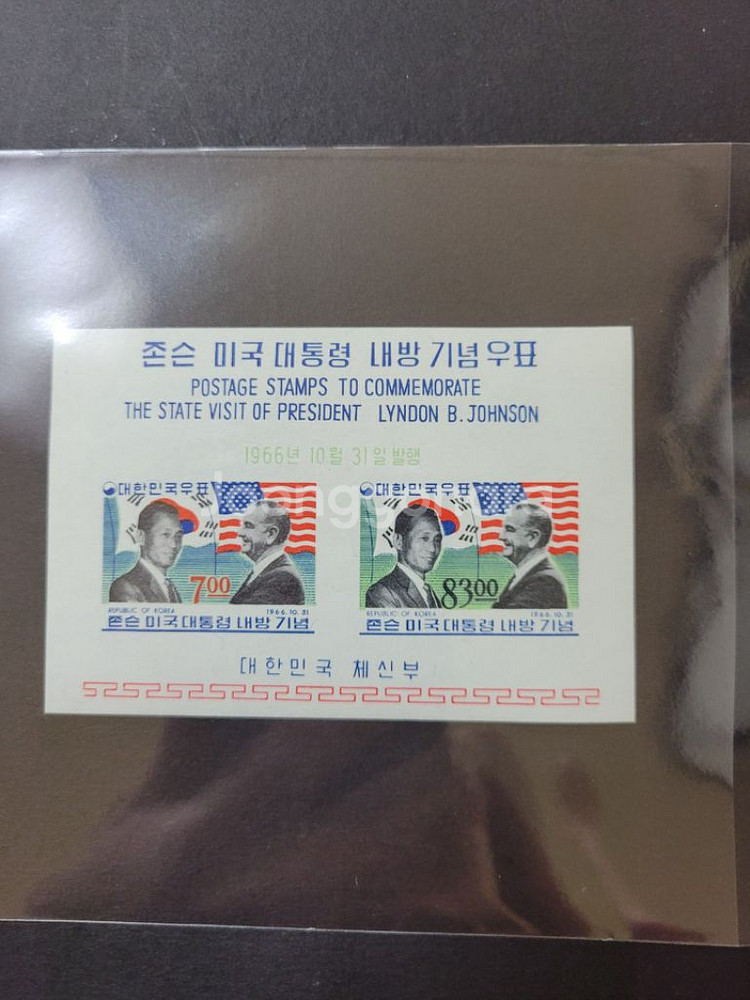 존슨 미국 대통령 내방 기념 우표
POSTAGE STAMPS TO COMMEMORATE
THE STATE VISIT OF PRESIDENT LYNDON B. JOHNSON
1966년 10월 31일 발행
대한민국우표
7.00
REPUBLIC OF KOREA 1966. 10. 31
존슨 미국 대통령 내방 기념
대한민국우표
83.00
REPUBLIC OF KOREA 1966. 10. 31
존슨 미국 대통령 내방 기념
대한민국 체신부